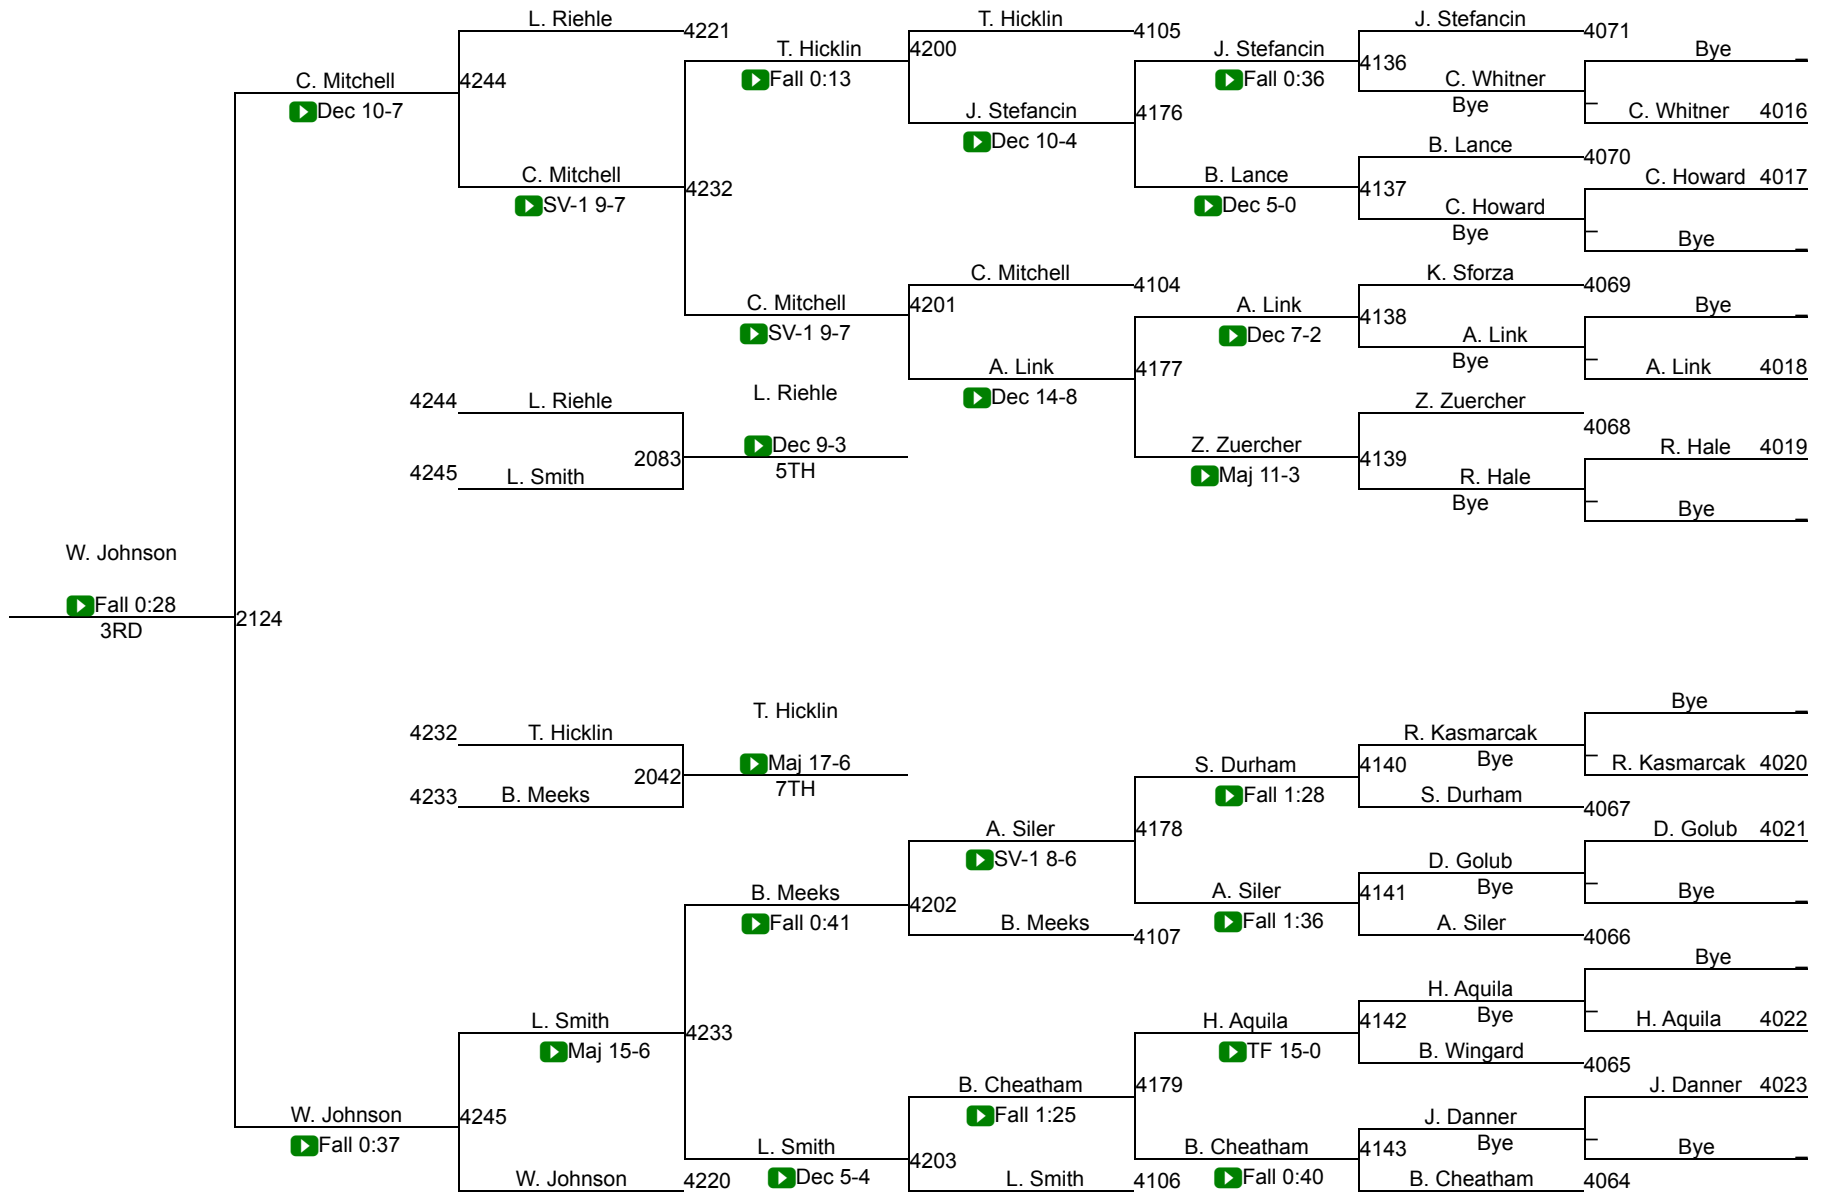 L. Riehle
T. Hicklin
J. Stefancin
4221
4105
4071
T. Hicklin
4200
J. Stefancin
Bye
_
C. Mitchell
4244
Fall 0:13
Fall 0:36
4136
C. Whitner
Dec 10-7
J. Stefancin
4176
Bye
C. Whitner 4016
Dec 10-4
B. Lance
4070
C. Mitchell
4232
B. Lance
4137
C. Howard 4017
SV-1 9-7
Dec 5-0
C. Howard
Bye
Bye
_
C. Mitchell
K. Sforza
4104
4069
C. Mitchell
4201
A. Link
Bye
_
SV-1 9-7
Dec 7-2
4138
A. Link
A. Link
4177
Bye
A. Link 4018
4244
L. Riehle
L. Riehle
Dec 14-8
Z. Zuercher
4068
Dec 9-3
Z. Zuercher
R. Hale 4019
4245
L. Smith
2083
5TH
Maj 11-3
4139
R. Hale
Bye
Bye
_
W. Johnson
Fall 0:28
3RD
2124
T. Hicklin
Bye
_
4232
T. Hicklin
R. Kasmarcak
2042
Maj 17-6
S. Durham
4140
Bye
R. Kasmarcak 4020
4233
B. Meeks
7TH
Fall 1:28
S. Durham
4067
A. Siler
4178
D. Golub 4021
SV-1 8-6
D. Golub
B. Meeks
4202
A. Siler
4141
Bye
Bye
_
Fall 0:41
B. Meeks
4107
Fall 1:36
A. Siler
4066
Bye
_
H. Aquila
L. Smith
4233
H. Aquila
4142
Bye
H. Aquila 4022
Maj 15-6
TF 15-0
B. Wingard
4065
B. Cheatham
4179
J. Danner 4023
W. Johnson
4245
Fall 1:25
J. Danner
Fall 0:37
L. Smith
4203
B. Cheatham
4143
Bye
Bye
_
W. Johnson
4220
Dec 5-4
L. Smith
4106
Fall 0:40
B. Cheatham
4064